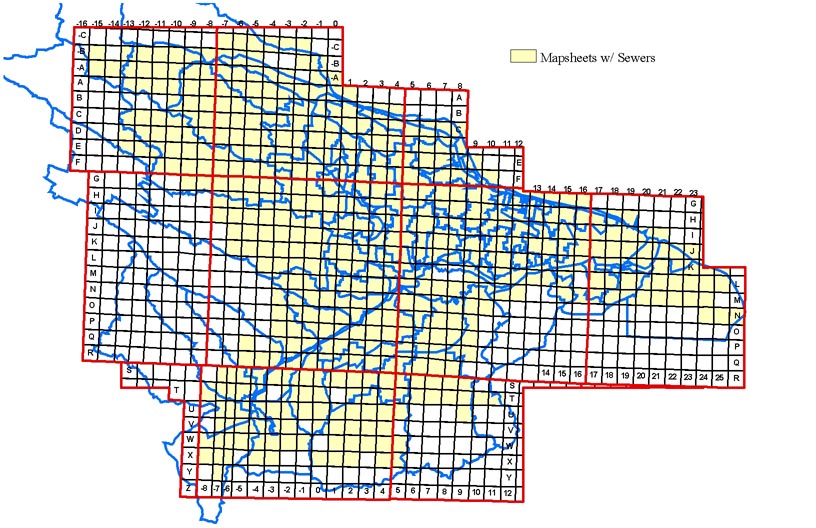 -16 -15 -14 -13 -12 -11 -10 -9 -8 -7 -6 -5 -4 -3 -2 -1 0
-C
-C
-B
-B
-A
-A
Mapsheets w/ Sewers
1 2 3 4 5 6 7 8
A
A
B
B
C
C
D
E
F
9 10 11 12
E
F
G
H
I
J
K
L
M
N
O
P
Q
R
13 14 15 16 17 18 19 20 21 22 23
G
H
I
J
K
L
M
N
O
P
Q
R
14 15 16 17 18 19 20 21 22 23 24 25
S
T
U
V
W
X
Y
Z
S
T
U
V
W
X
Y
-8 -7 -6 -5 -4 -3 -2 -1 0 1 2 3 4 5 6 7 8 9 10 11 12